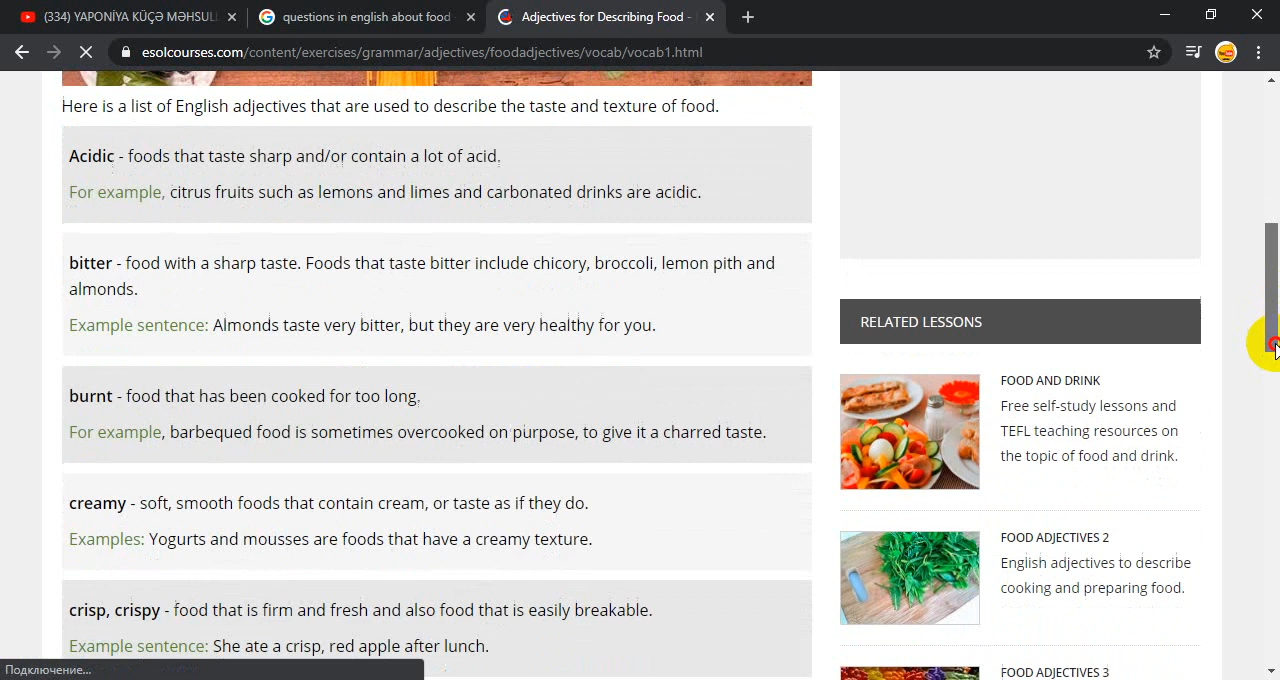 (334) YAPONİYA KÜÇƏ MƏHSUL
questions in english about food
Adjectives for Describing Food -
esolcourses.com/content/exercises/grammar/adjectives/foodadjectives/vocab/vocab1.html
Here is a list of English adjectives that are used to describe the taste and texture of food.
Acidic - foods that taste sharp and/or contain a lot of acid.
For example, citrus fruits such as lemons and limes and carbonated drinks are acidic.
bitter - food with a sharp taste. Foods that taste bitter include chicory, broccoli, lemon pith and
almonds.
Example sentence: Almonds taste very bitter, but they are very healthy for you.
burnt - food that has been cooked for too long.
For example, barbequed food is sometimes overcooked on purpose, to give it a charred taste.
creamy - soft, smooth foods that contain cream, or taste as if they do.
Examples: Yogurts and mousses are foods that have a creamy texture.
crisp, crispy - food that is firm and fresh and also food that is easily breakable.
Example sentence: She ate a crisp, red apple after lunch.
RELATED LESSONS
FOOD AND DRINK
Free self-study lessons and
TEFL teaching resources on
the topic of food and drink.
FOOD ADJECTIVES 2
English adjectives to describe
cooking and preparing food.
FOOD ADJECTIVES 3
Подключение...